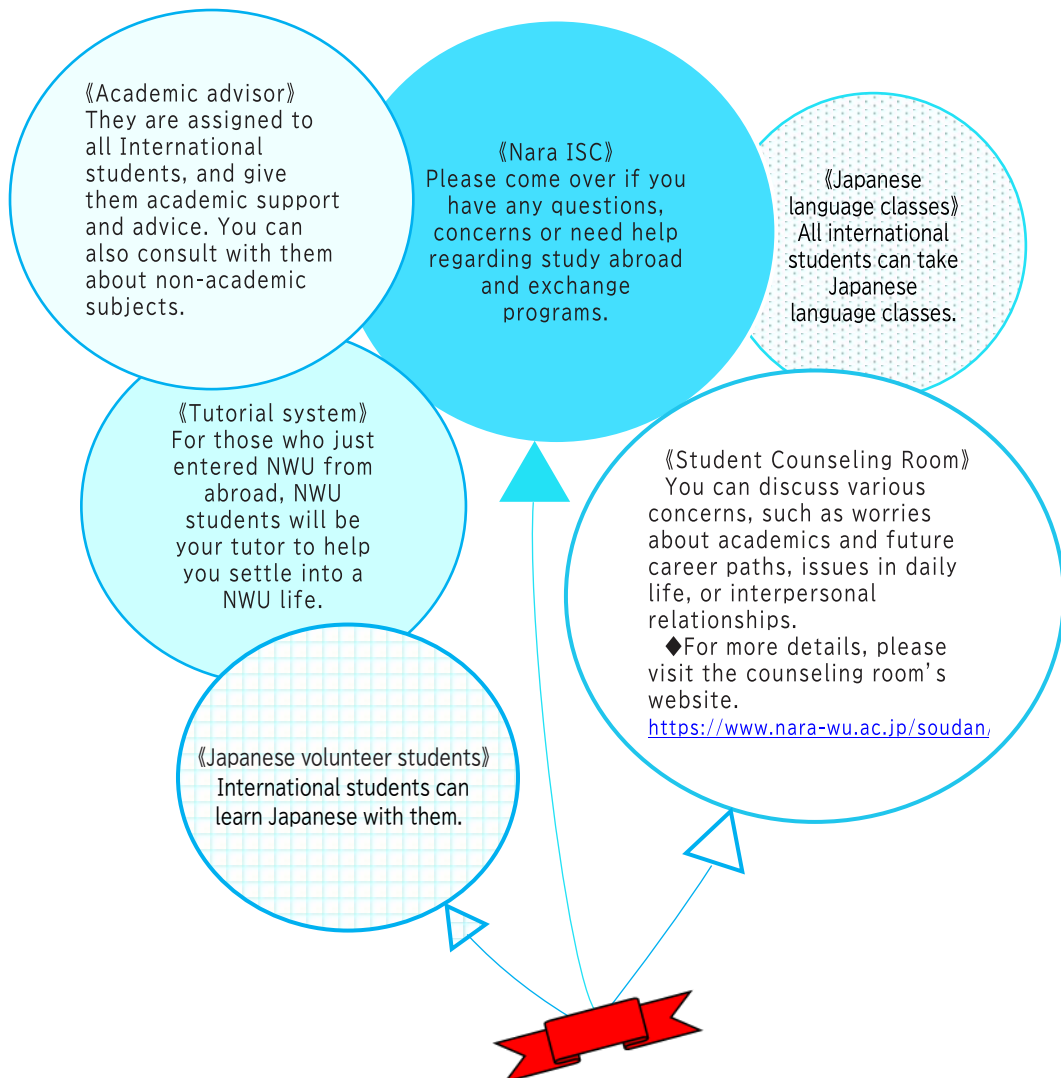 《Academic advisor》
They are assigned to
all International
students, and give
them academic support
and advice. You can
also consult with them
about non-academic
subjects.
《Nara ISC》
Please come over if you
have any questions,
concerns or need help
regarding study abroad
and exchange
programs.
《Japanese
language classes》
All international
students can take
Japanese
language classes.
《Tutorial system》
For those who just
entered NWU from
abroad, NWU
students will be
your tutor to help
you settle into a
NWU life.
《Student Counseling Room》
You can discuss various
concerns, such as worries
about academics and future
career paths, issues in daily
life, or interpersonal
relationships.
◆For more details, please
visit the counseling room's
website.
https://www.nara-wu.ac.jp/soudan/
《Japanese volunteer students》
International students can
learn Japanese with them.